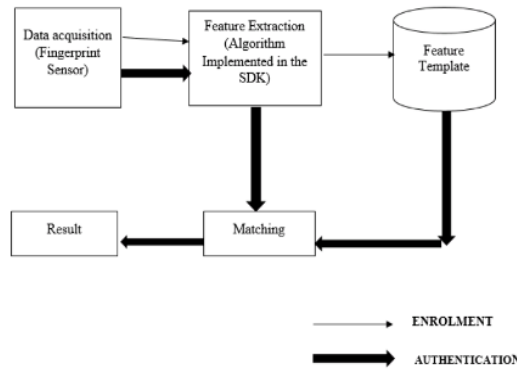 Data acquisition
(Fingerprint
Sensor)
Feature Extraction
(Algorithm
Implemented in the
SDK)
Feature
Template
Result
Matching
ENROLMENT
AUTHENTICATION